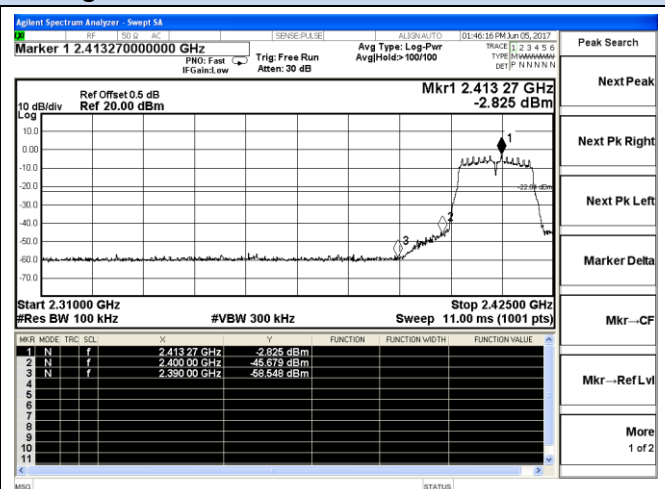 Agilent Spectrum Analyzer - Swept SA
RF 50 Ω AC SENSE:PULSE ALIGN AUTO 01:46:16 PM Jun 05, 2017
Marker 1 2.413270000000 GHz
PNO: Fast Trig: Free Run
IFGain:Low Atten: 30 dB
Avg Type: Log-Pwr
Avg|Hold:>100/100
TRACE 1 2 3 4 5 6
TYPE MWWWWW
DET P N N N N N
Peak Search
Ref Offset 0.5 dB
10 dB/div Ref 20.00 dBm
Log
Mkr1 2.413 27 GHz
-2.825 dBm
10.0
0.00
-10.0
-20.0
-30.0
-40.0
-50.0
-60.0
-70.0
1
2
3
Start 2.31000 GHz Stop 2.42500 GHz
#Res BW 100 kHz #VBW 300 kHz Sweep 11.00 ms (1001 pts)
MKR MODE TRC SCL X Y FUNCTION FUNCTION WIDTH FUNCTION VALUE
1 N f 2.413 27 GHz -2.825 dBm
2 N f 2.400 00 GHz -45.679 dBm
3 N f 2.390 00 GHz -58.548 dBm
4
5
6
7
8
9
10
11
MSG STATUS
Next Peak
Next Pk Right
Next Pk Left
Marker Delta
Mkr→CF
Mkr→Ref Lvl
More
1 of 2